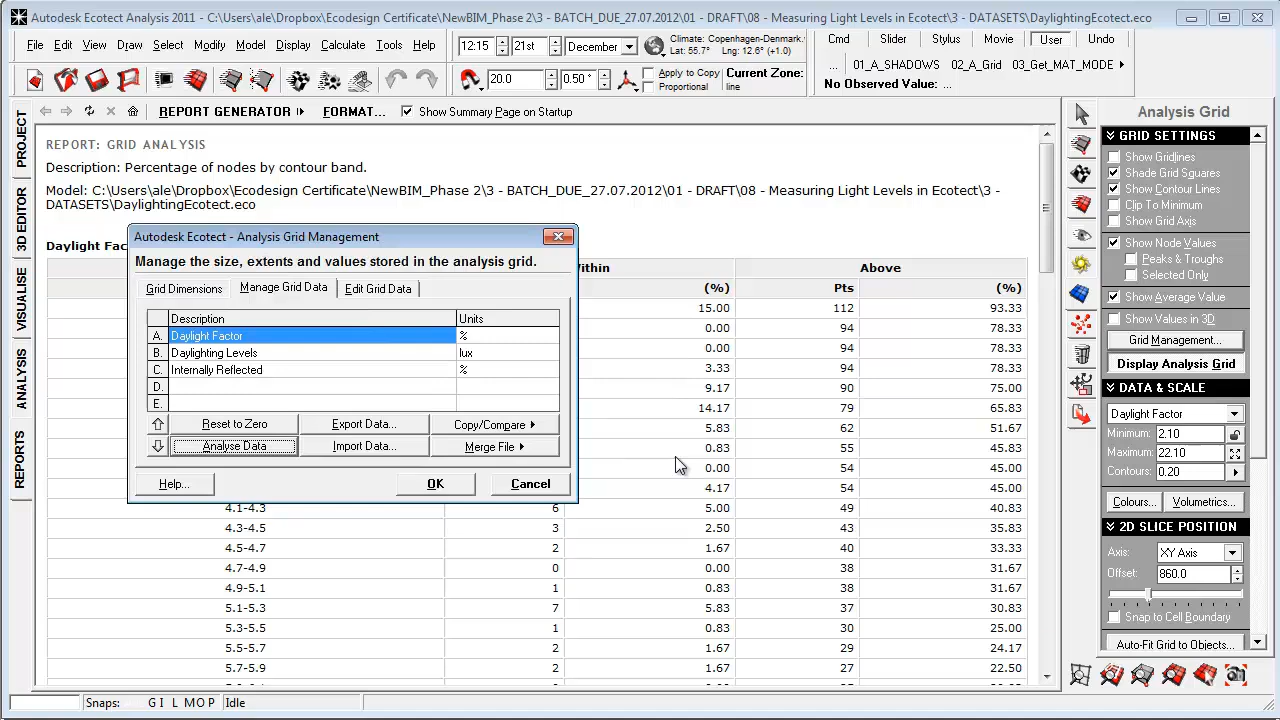 Autodesk Ecotect Analysis 2011 - C:\Users\ale\Dropbox\Ecodesign Certificate\NewBIM_Phase 2\3 - BATCH_DUE_27.07.2012\01 - DRAFT\08 - Measuring Light Levels in Ecotect\3 - DATASETS\DaylightingEcotect.eco
File Edit View Draw Select Modify Model Display Calculate Tools Help
12:15 21st December
Climate: Copenhagen-Denmark.
Lat: 55.7° Lng: 12.6° (+1.0)
Cmd Slider Stylus Movie User Undo
... 01_A_SHADOWS 02_A_Grid 03_Get_MAT_MODE
20.0 0.50 °
Apply to Copy
Proportional
Current Zone:
line
No Observed Value: ...
REPORT GENERATOR FORMAT... Show Summary Page on Startup
PROJECT
3D EDITOR
VISUALISE
ANALYSIS
REPORTS
REPORT: GRID ANALYSIS
Description: Percentage of nodes by contour band.
Model: C:\Users\ale\Dropbox\Ecodesign Certificate\NewBIM_Phase 2\3 - BATCH_DUE_27.07.2012\01 - DRAFT\08 - Measuring Light Levels in Ecotect\3 -
DATASETS\DaylightingEcotect.eco
Daylight Fac
ithin Above
(%) Pts (%)
15.00 112 93.33
0.00 94 78.33
0.00 94 78.33
3.33 94 78.33
9.17 90 75.00
14.17 79 65.83
5.83 62 51.67
0.83 55 45.83
0.00 54 45.00
4.17 54 45.00
4.1-4.3 6 5.00 49 40.83
4.3-4.5 3 2.50 43 35.83
4.5-4.7 2 1.67 40 33.33
4.7-4.9 0 0.00 38 31.67
4.9-5.1 1 0.83 38 31.67
5.1-5.3 7 5.83 37 30.83
5.3-5.5 1 0.83 30 25.00
5.5-5.7 2 1.67 29 24.17
5.7-5.9 2 1.67 27 22.50
Autodesk Ecotect - Analysis Grid Management
Manage the size, extents and values stored in the analysis grid.
Grid Dimensions Manage Grid Data Edit Grid Data
Description Units
A. Daylight Factor %
B. Daylighting Levels lux
C. Internally Reflected %
D.
E.
Reset to Zero Export Data... Copy/Compare
Analyse Data Import Data... Merge File
Help... OK Cancel
Analysis Grid
GRID SETTINGS
Show Gridlines
Shade Grid Squares
Show Contour Lines
Clip To Minimum
Show Grid Axis
Show Node Values
Peaks & Troughs
Selected Only
Show Average Value
Show Values in 3D
Grid Management...
Display Analysis Grid
DATA & SCALE
Daylight Factor
Minimum: 2.10
Maximum: 22.10
Contours: 0.20
Colours... Volumetrics...
2D SLICE POSITION
Axis: XY Axis
Offset: 860.0
Snap to Cell Boundary
Auto-Fit Grid to Objects...
Snaps: G I L M O P Idle